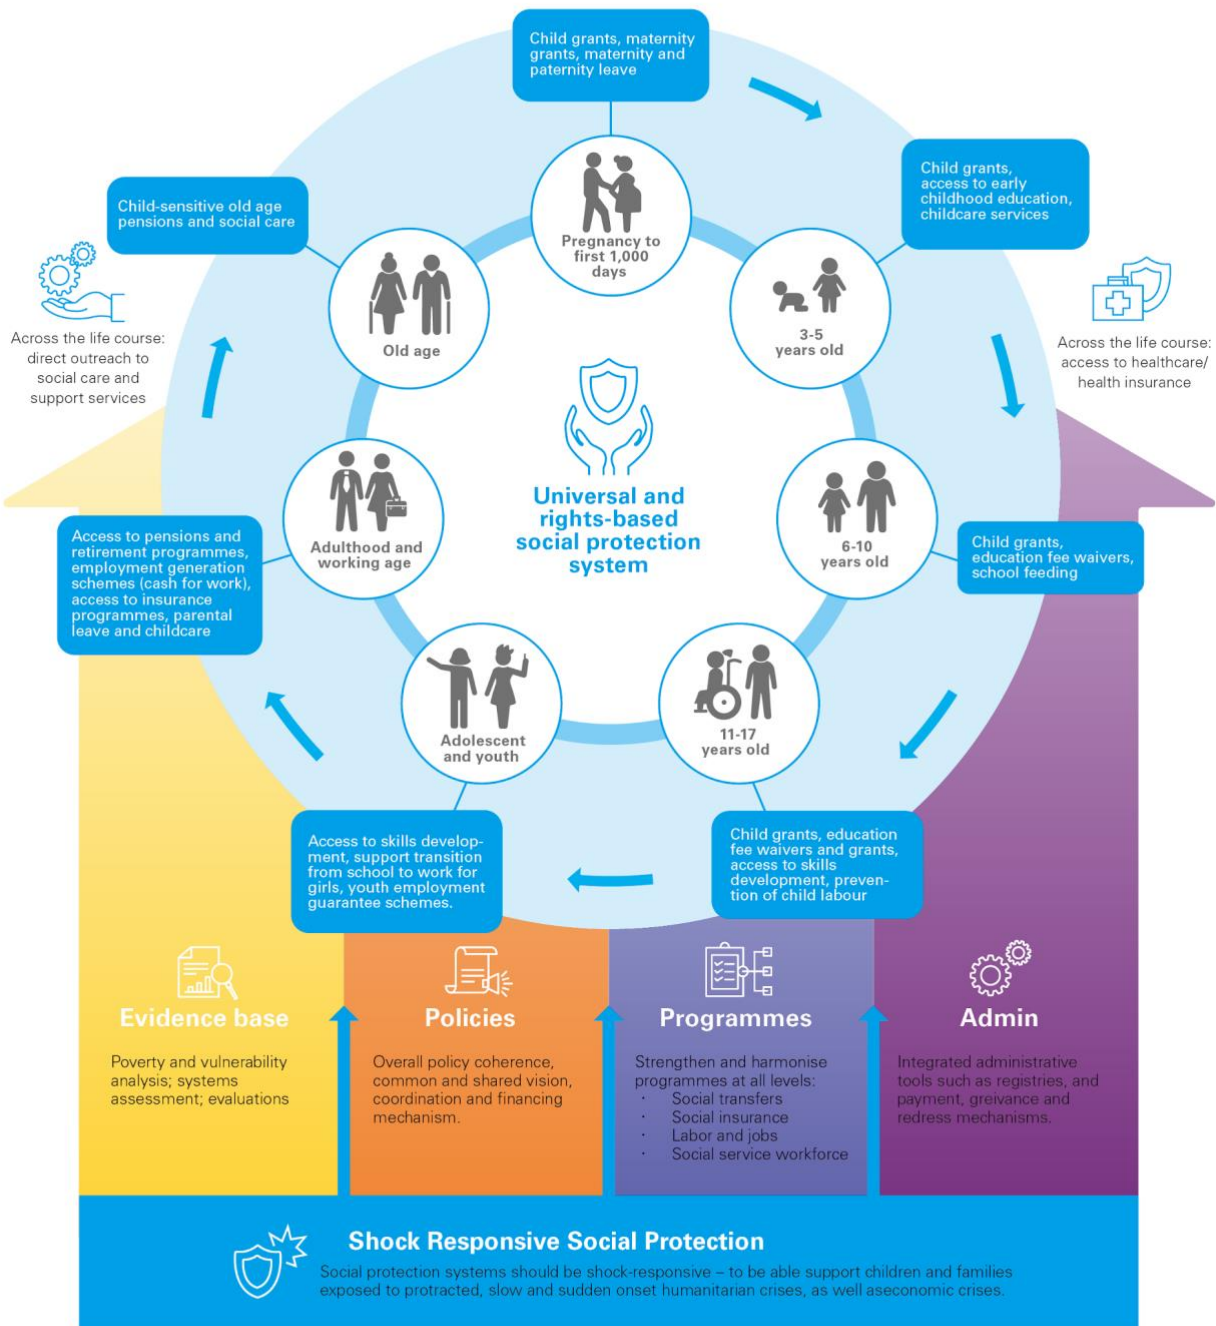 Child grants, maternity
grants, maternity and
paternity leave
Child grants,
access to early
childhood education,
childcare services
Child-sensitive old age
pensions and social care
Pregnancy to
first 1,000
days
Old age
3-5
years old
Across the life course:
direct outreach to
social care and
support services
Across the life course:
access to healthcare/
health insurance
Universal and
rights-based
social protection
system
Access to pensions and
retirement programmes,
employment generation
schemes (cash for work),
access to insurance
programmes, parental
leave and childcare
Adulthood and
working age
6-10
years old
Child grants,
education fee waivers,
school feeding
Adolescent
and youth
11-17
years old
Access to skills develop-
ment, support transition
from school to work for
girls, youth employment
guarantee schemes.
Child grants, education
fee waivers and grants,
access to skills
development, preven-
tion of child labour
Evidence base
Poverty and vulnerability
analysis; systems
assessment; evaluations
Policies
Overall policy coherence,
common and shared vision,
coordination and financing
mechanism.
Programmes
Strengthen and harmonise
programmes at all levels:
· Social transfers
· Social insurance
· Labor and jobs
· Social service workforce
Admin
Integrated administrative
tools such as registries, and
payment, greivance and
redress mechanisms.
Shock Responsive Social Protection
Social protection systems should be shock-responsive – to be able support children and families
exposed to protracted, slow and sudden onset humanitarian crises, as well aseconomic crises.